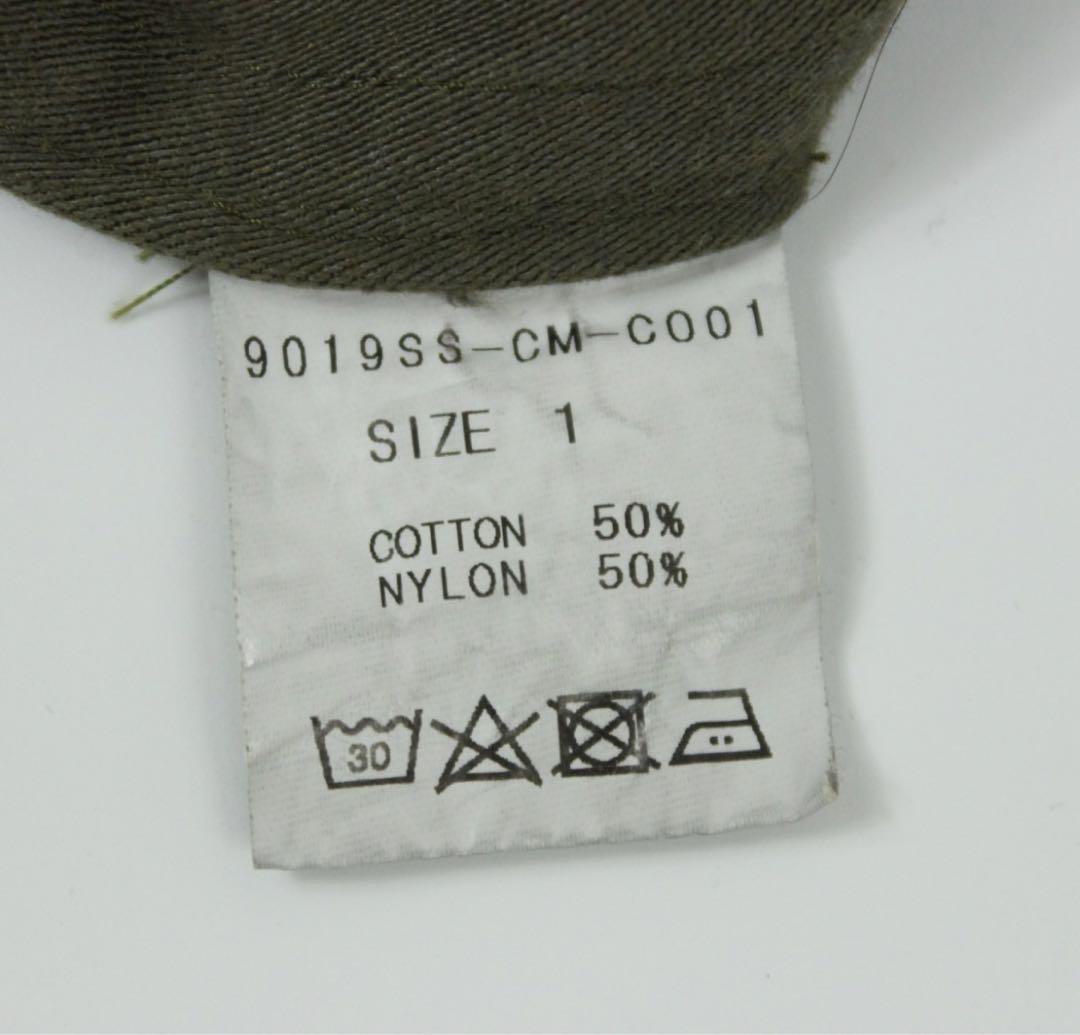 9019SS-CM-C001
SIZE 1
COTTON 50%
NYLON 50%
30